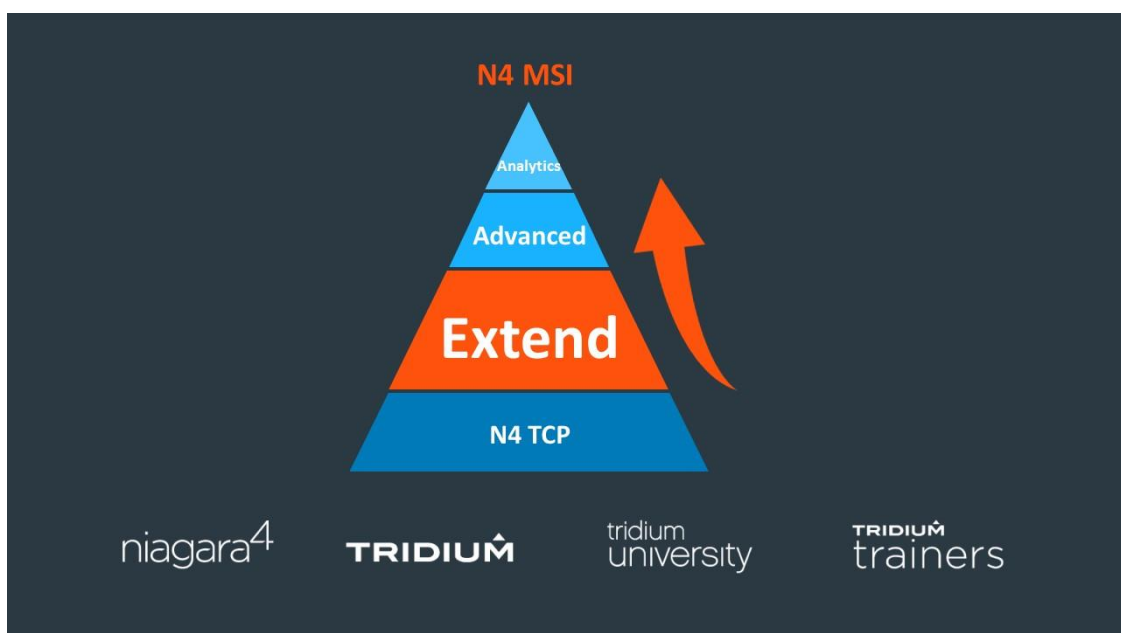 N4 MSI
Analytics
Advanced
Extend
N4 TCP
niagara4
TRIDIUM
tridium
university
TRIDIUM
trainers